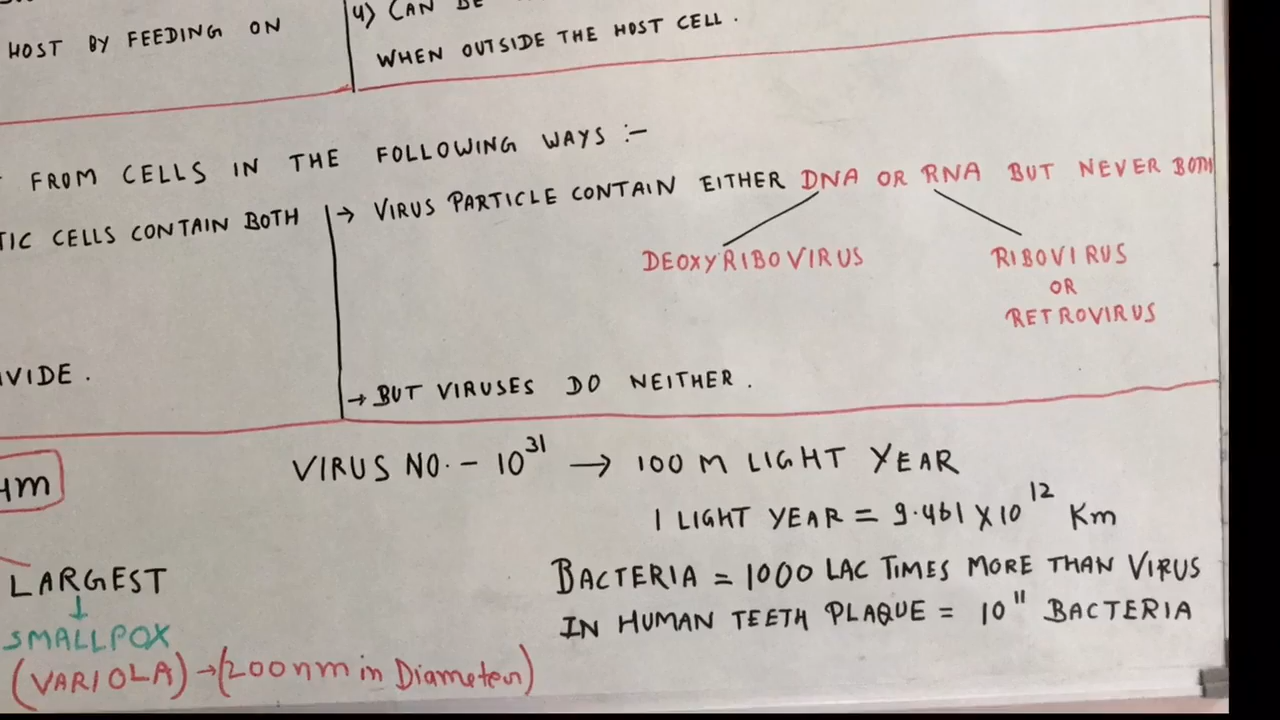 HOST BY FEEDING ON
4) CAN BE
WHEN OUTSIDE THE HOST CELL.
FROM CELLS IN THE FOLLOWING WAYS :-
TIC CELLS CONTAIN BOTH
→ VIRUS PARTICLE CONTAIN EITHER DNA OR RNA BUT NEVER BOTH
DEOXYRIBOVIRUS
RIBOVIRUS
OR
RETROVIRUS
VIDE.
→ BUT VIRUSES DO NEITHER.
VIRUS NO. - 10^31 → 100 M LIGHT YEAR
1 LIGHT YEAR = 9.461 X 10^12 Km
BACTERIA = 1000 LAC TIMES MORE THAN VIRUS
IN HUMAN TEETH PLAQUE = 10^11 BACTERIA
LARGEST
↓
SMALLPOX
(VARIOLA) → (200nm in Diameter)